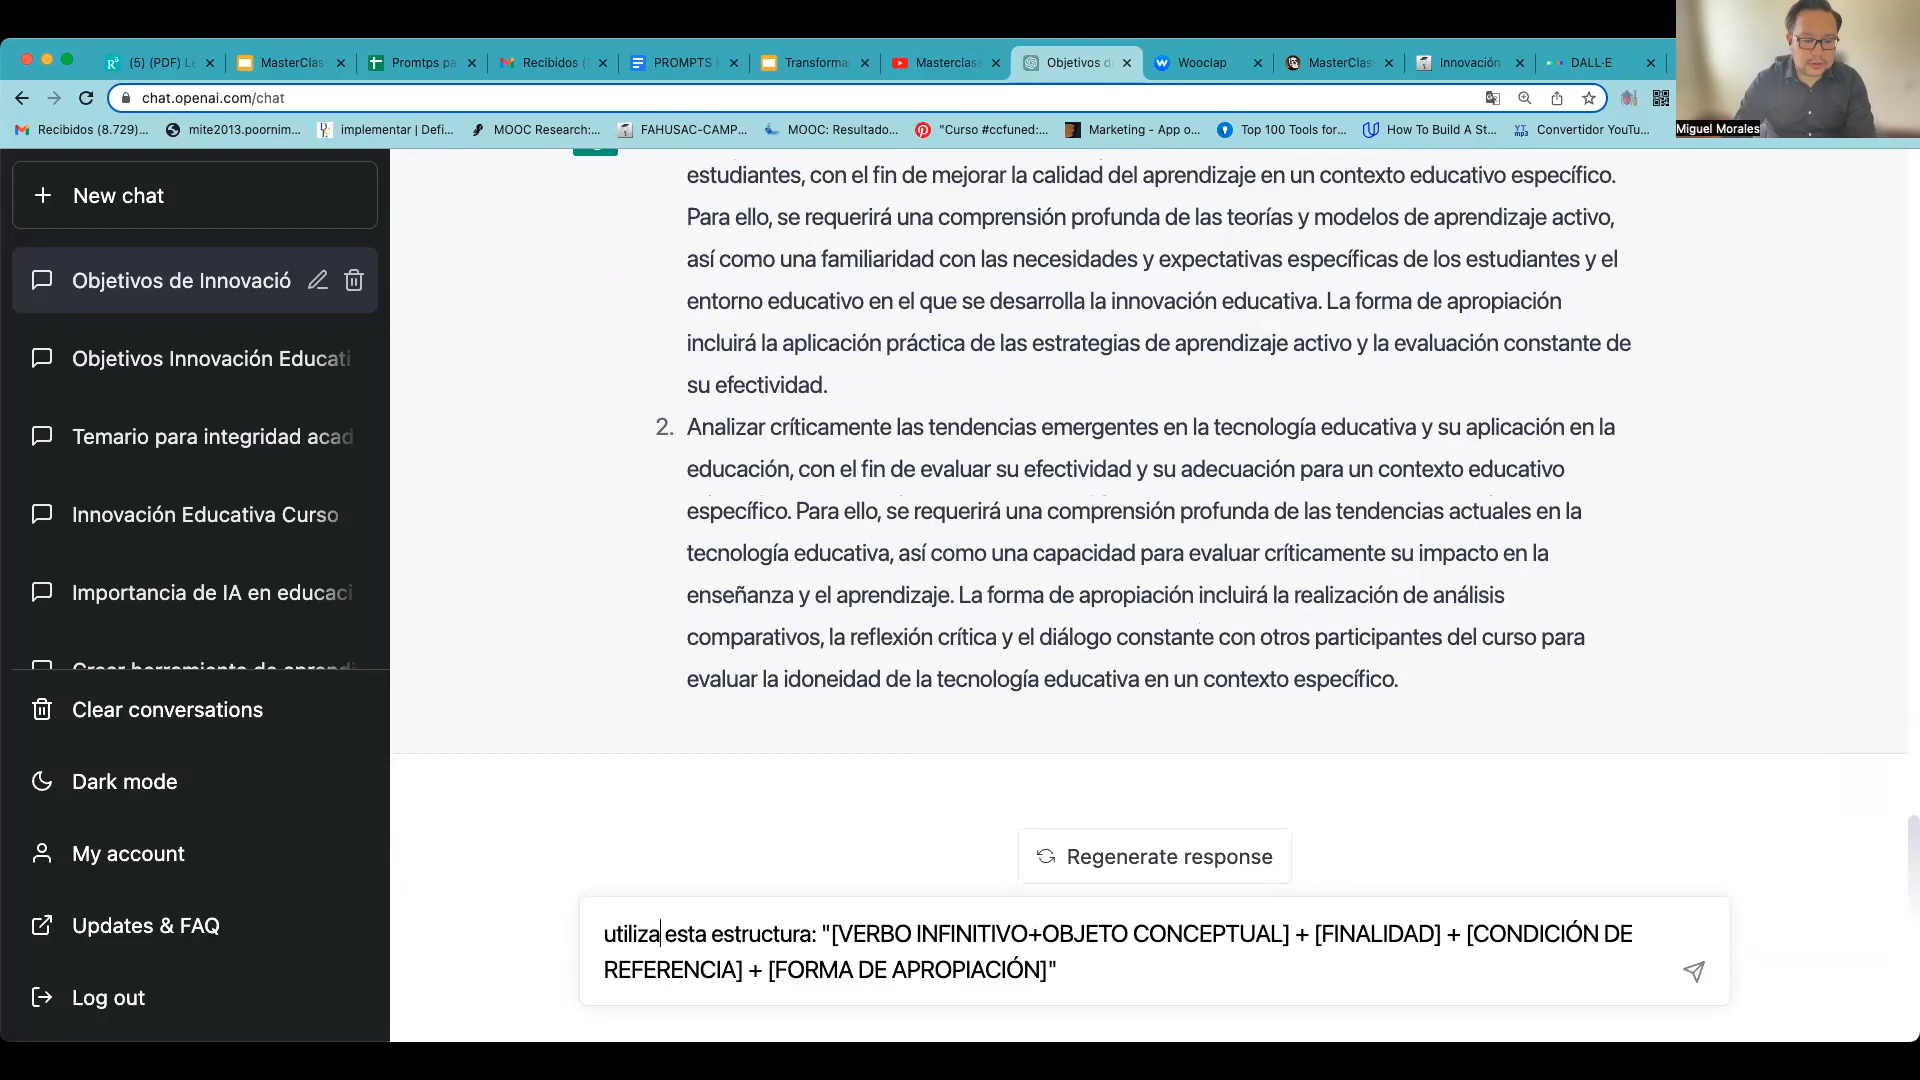 (5) (PDF) Le
MasterClas
Promtps pa
Recibidos (
PROMPTS
Transforma
Masterclas
Objetivos d
Wooclap
MasterClas
Innovación
DALL·E
chat.openai.com/chat
Recibidos (8.729)...
mite2013.poornim...
implementar | Defi...
MOOC Research:...
FAHUSAC-CAMP...
MOOC: Resultado...
"Curso #ccfuned:...
Marketing - App o...
Top 100 Tools for...
How To Build A St...
Convertidor YouTu...
Miguel Morales
New chat
Objetivos de Innovació
Objetivos Innovación Educati
Temario para integridad acad
Innovación Educativa Curso
Importancia de IA en educaci
Crear herramienta de aprendi
Clear conversations
Dark mode
My account
Updates & FAQ
Log out
estudiantes, con el fin de mejorar la calidad del aprendizaje en un contexto educativo específico.
Para ello, se requerirá una comprensión profunda de las teorías y modelos de aprendizaje activo,
así como una familiaridad con las necesidades y expectativas específicas de los estudiantes y el
entorno educativo en el que se desarrolla la innovación educativa. La forma de apropiación
incluirá la aplicación práctica de las estrategias de aprendizaje activo y la evaluación constante de
su efectividad.
2. Analizar críticamente las tendencias emergentes en la tecnología educativa y su aplicación en la
educación, con el fin de evaluar su efectividad y su adecuación para un contexto educativo
específico. Para ello, se requerirá una comprensión profunda de las tendencias actuales en la
tecnología educativa, así como una capacidad para evaluar críticamente su impacto en la
enseñanza y el aprendizaje. La forma de apropiación incluirá la realización de análisis
comparativos, la reflexión crítica y el diálogo constante con otros participantes del curso para
evaluar la idoneidad de la tecnología educativa en un contexto específico.
Regenerate response
utiliza esta estructura: "[VERBO INFINITIVO+OBJETO CONCEPTUAL] + [FINALIDAD] + [CONDICIÓN DE
REFERENCIA] + [FORMA DE APROPIACIÓN]"